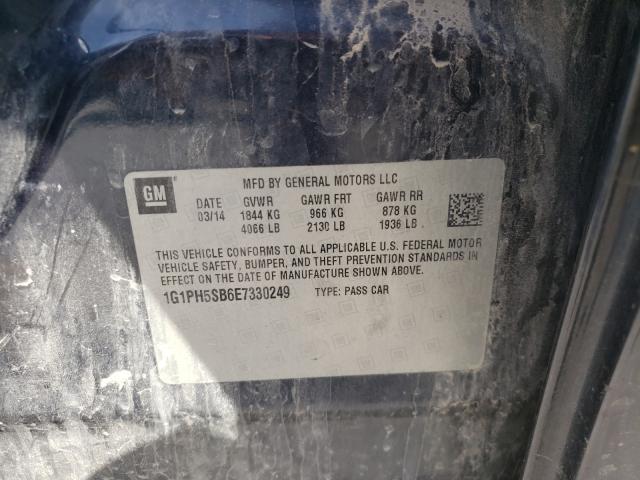 GM
MFD BY GENERAL MOTORS LLC
DATE GVWR GAWR FRT GAWR RR
03/14 1844 KG 966 KG 878 KG
4066 LB 2130 LB 1936 LB
THIS VEHICLE CONFORMS TO ALL APPLICABLE U.S. FEDERAL MOTOR
VEHICLE SAFETY, BUMPER, AND THEFT PREVENTION STANDARDS IN
EFFECT ON THE DATE OF MANUFACTURE SHOWN ABOVE.
1G1PH5SB6E7330249 TYPE: PASS CAR